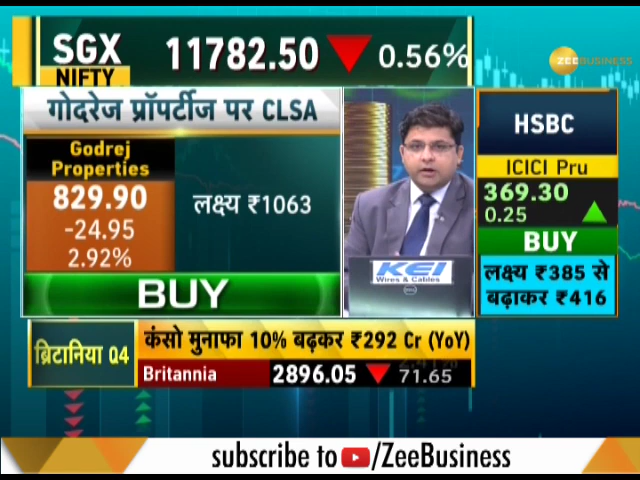 SGX
NIFTY
11782.50
0.56%
ZEE BUSINESS
गोदरेज प्रॉपर्टीज पर CLSA
Godrej
Properties
829.90
-24.95
2.92%
लक्ष्य ₹1063
BUY
KEI
Wires & Cables
HSBC
ICICI Pru
369.30
0.25
BUY
लक्ष्य ₹385 से
बढ़ाकर ₹416
ब्रिटानिया Q4
कंसो मुनाफा 10% बढ़कर ₹292 Cr (YoY)
Britannia
2896.05
71.65
subscribe to /ZeeBusiness